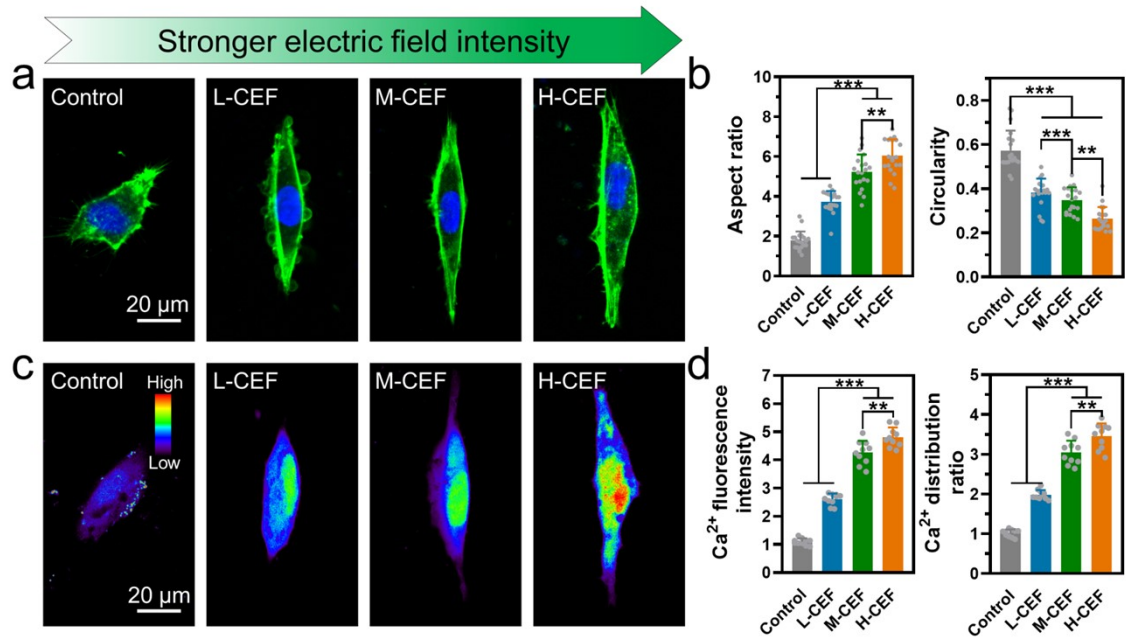 Stronger electric field intensity
a
Control
L-CEF
M-CEF
H-CEF
20 µm
b
Aspect ratio
10
8
6
4
2
0
***
**
Control
L-CEF
M-CEF
H-CEF
Circularity
0.8
0.6
0.4
0.2
0.0
***
***
**
Control
L-CEF
M-CEF
H-CEF
c
Control
High
Low
L-CEF
M-CEF
H-CEF
20 µm
d
Ca²⁺ fluorescence
intensity
7
6
5
4
3
2
1
0
***
**
Control
L-CEF
M-CEF
H-CEF
Ca²⁺ distribution
ratio
5
4
3
2
1
0
***
**
Control
L-CEF
M-CEF
H-CEF